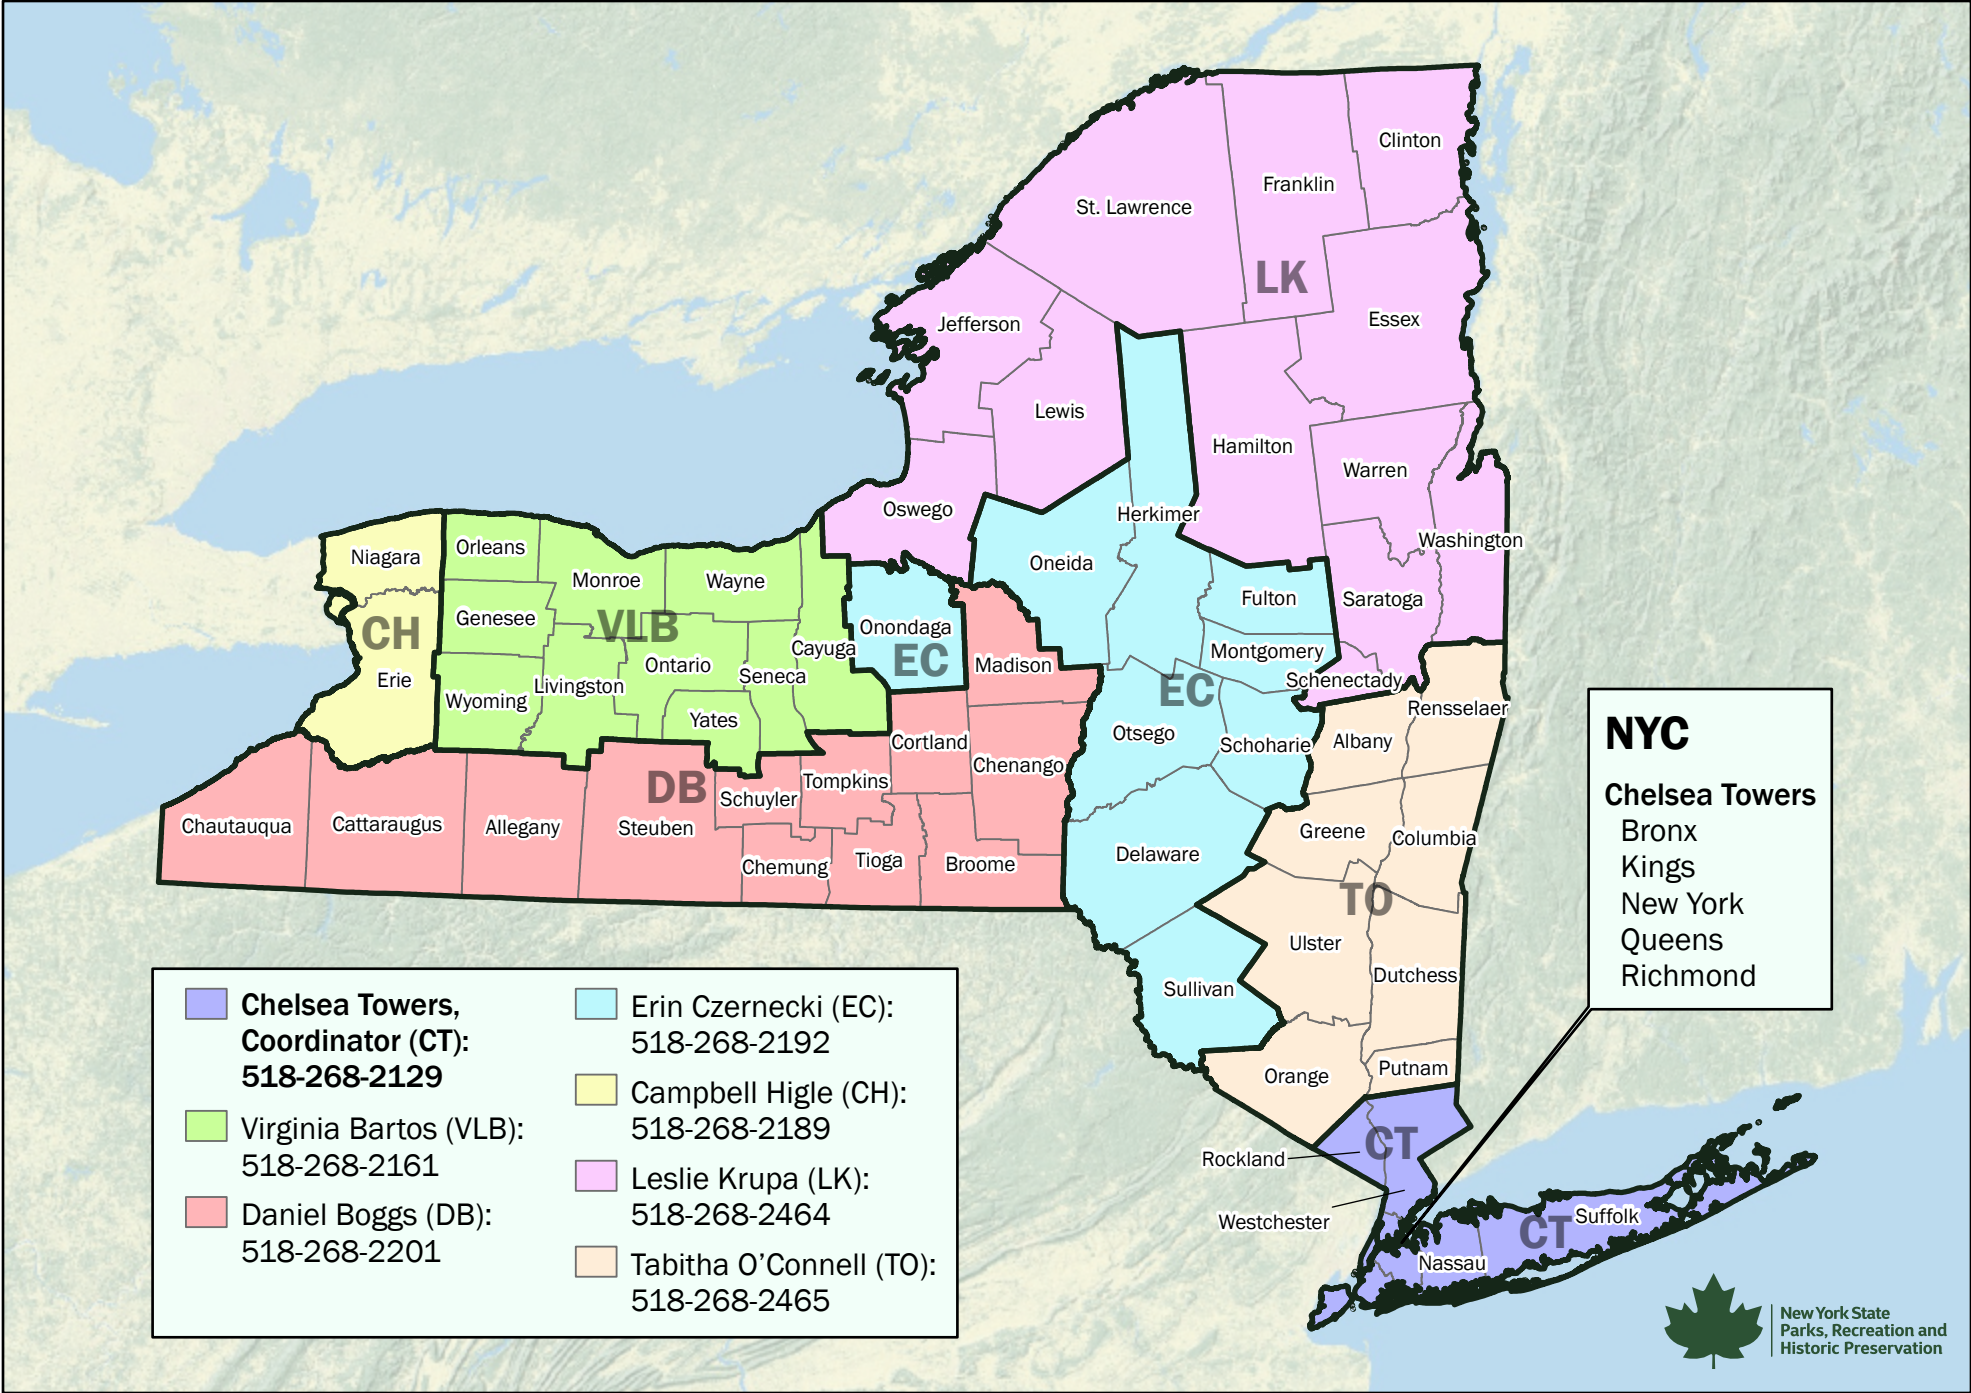 Clinton
Franklin
St. Lawrence
LK
Essex
Jefferson
Lewis
Hamilton
Warren
Oswego
Herkimer
Washington
Oneida
Niagara
Orleans
Monroe
Wayne
Fulton
Saratoga
Genesee
VLB
CH
Onondaga
EC
Cayuga
Montgomery
Madison
Ontario
Seneca
Erie
Livingston
Schenectady
EC
Wyoming
Yates
Rensselaer
Otsego
Schoharie
Albany
Cortland
Chenango
DB
Schuyler
Tompkins
Chautauqua
Cattaraugus
Allegany
Steuben
Greene
Columbia
Delaware
Chemung
Tioga
Broome
TO
Ulster
Dutchess
Sullivan
Orange
Putnam
CT
Rockland
Westchester
CT
Suffolk
Nassau
NYC
Chelsea Towers
Bronx
Kings
New York
Queens
Richmond
Chelsea Towers,
Coordinator (CT):
518-268-2129
Virginia Bartos (VLB):
518-268-2161
Daniel Boggs (DB):
518-268-2201
Erin Czernecki (EC):
518-268-2192
Campbell Higle (CH):
518-268-2189
Leslie Krupa (LK):
518-268-2464
Tabitha O’Connell (TO):
518-268-2465
New York State
Parks, Recreation and
Historic Preservation